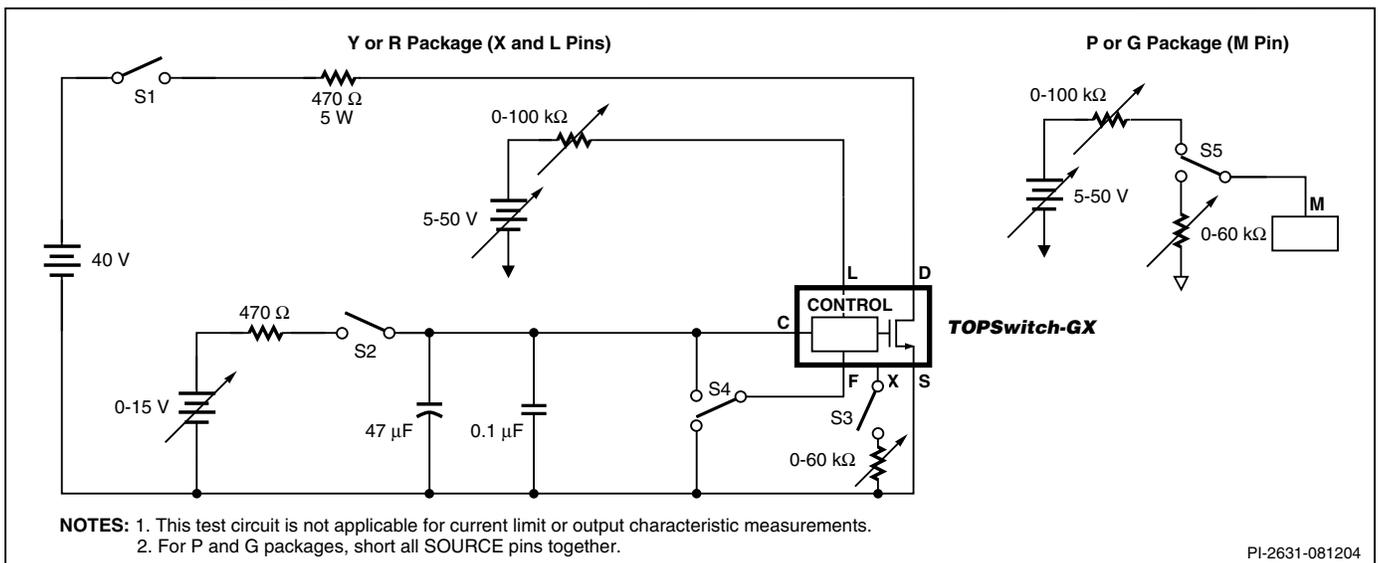 Y or R Package (X and L Pins)
P or G Package (M Pin)
S1
470 Ω
5 W
0-100 kΩ
5-50 V
40 V
L
D
CONTROL
C
TOPSwitch-GX
470 Ω
S2
0-15 V
47 μF
0.1 μF
S4
F
X
S
S3
0-60 kΩ
0-100 kΩ
S5
5-50 V
M
0-60 kΩ
NOTES: 1. This test circuit is not applicable for current limit or output characteristic measurements.
2. For P and G packages, short all SOURCE pins together.
PI-2631-081204